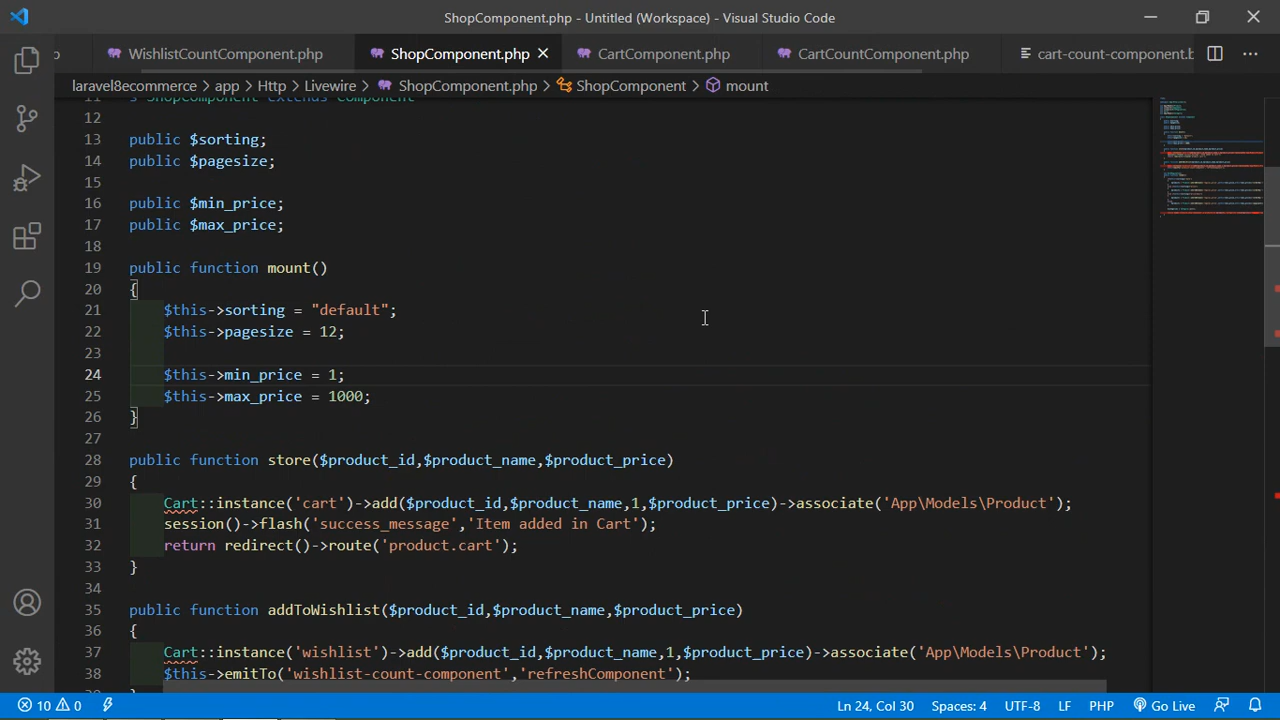 ShopComponent.php - Untitled (Workspace) - Visual Studio Code
WishlistCountComponent.php ShopComponent.php CartComponent.php CartCountComponent.php cart-count-component.b
laravel8ecommerce > app > Http > Livewire > ShopComponent.php > ShopComponent > mount
11 s ShopComponent extends Component
12
13 public $sorting;
14 public $pagesize;
15
16 public $min_price;
17 public $max_price;
18
19 public function mount()
20 {
21 $this->sorting = "default";
22 $this->pagesize = 12;
23
24 $this->min_price = 1;
25 $this->max_price = 1000;
26 }
27
28 public function store($product_id,$product_name,$product_price)
29 {
30 Cart::instance('cart')->add($product_id,$product_name,1,$product_price)->associate('App\Models\Product');
31 session()->flash('success_message','Item added in Cart');
32 return redirect()->route('product.cart');
33 }
34
35 public function addToWishlist($product_id,$product_name,$product_price)
36 {
37 Cart::instance('wishlist')->add($product_id,$product_name,1,$product_price)->associate('App\Models\Product');
38 $this->emitTo('wishlist-count-component','refreshComponent');
39 }
10 0 Ln 24, Col 30 Spaces: 4 UTF-8 LF PHP Go Live